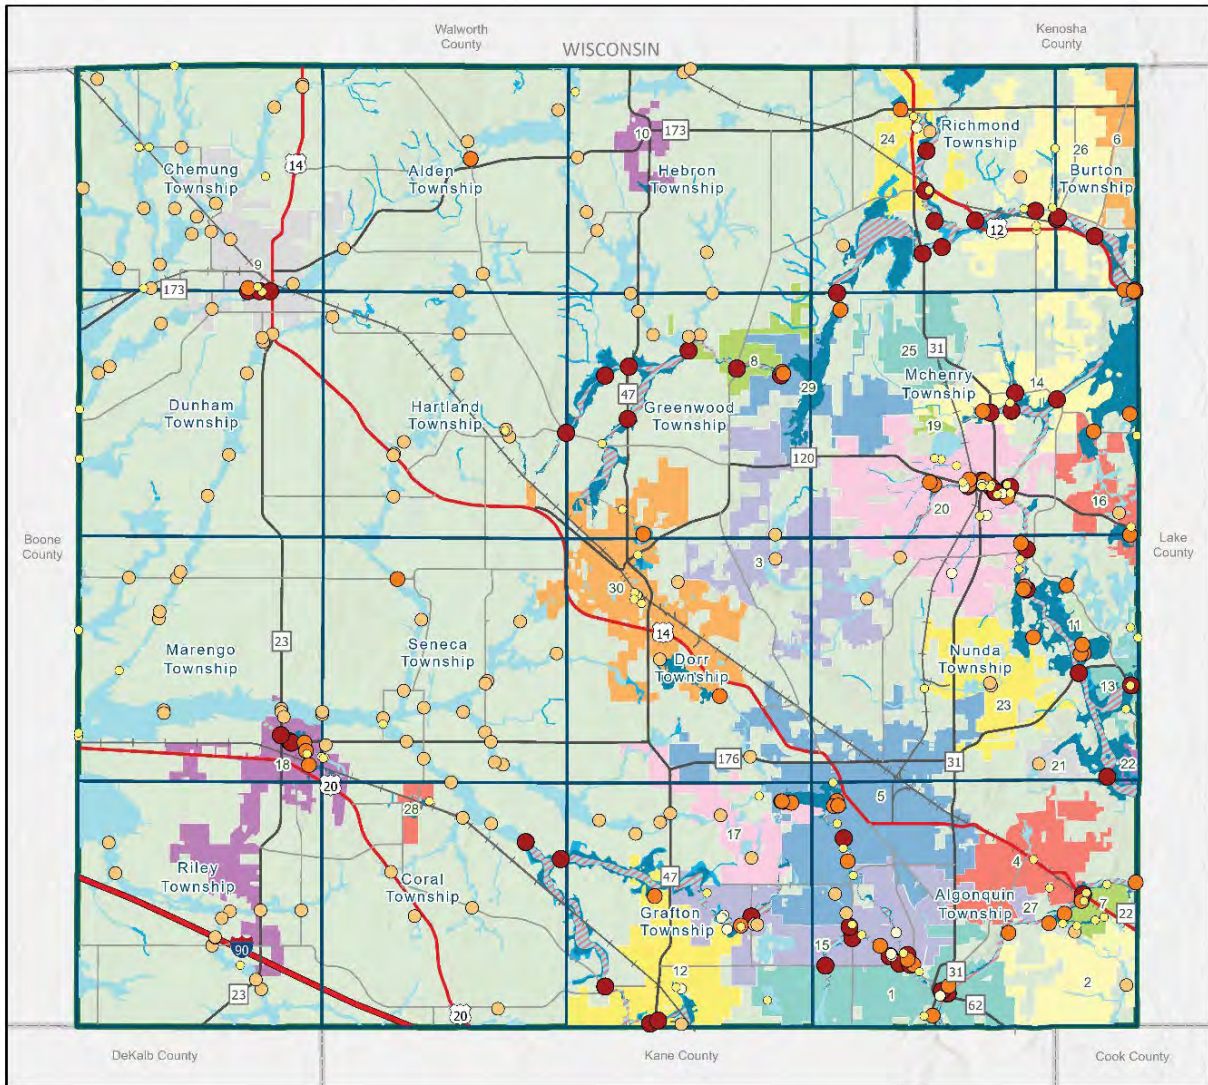 Walworth
County
WISCONSIN
Kenosha
County
10
173
24
Richmond
Township
26
6
14
Chemung
Township
Alden
Township
Hebron
Township
Burton
Township
12
9
173
8
29
25
31
Mchenry
Township
14
47
Dunham
Township
Hartland
Township
Greenwood
Township
19
120
20
16
Boone
County
Lake
County
3
30
11
23
14
Marengo
Township
Seneca
Township
Dorr
Township
Nunda
Township
13
23
18
176
31
21
22
20
5
28
17
4
Riley
Township
Coral
Township
47
Grafton
Township
Algonquin
Township
27
7
22
90
15
31
12
1
2
23
20
62
DeKalb County
Kane County
Cook County